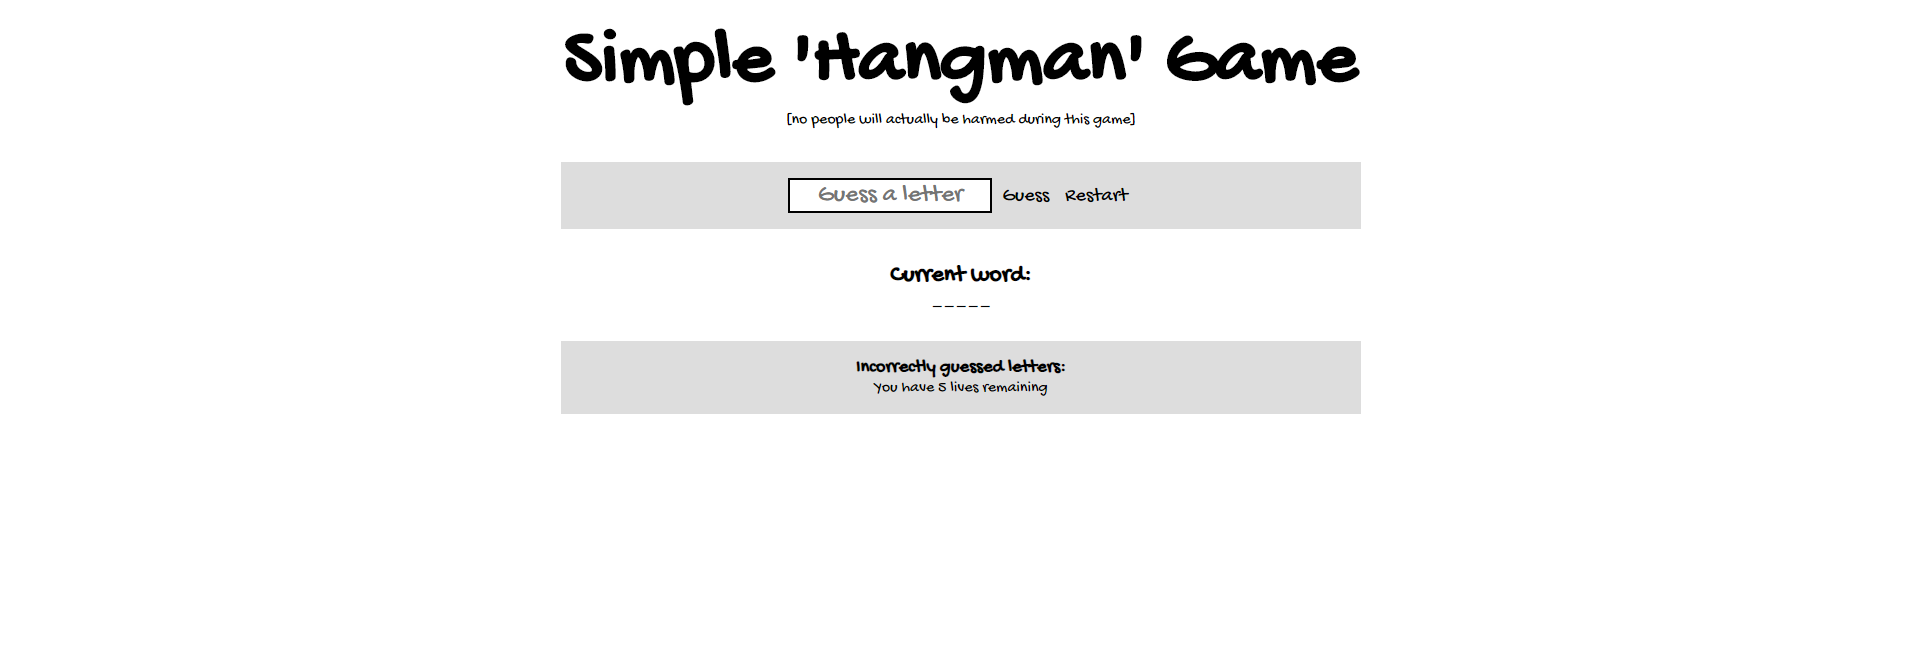 Simple 'Hangman' Game
[no people will actually be harmed during this game]
Guess a letter Guess Restart
Current word:
_ _ _ _ _
Incorrectly guessed letters:
You have 5 lives remaining